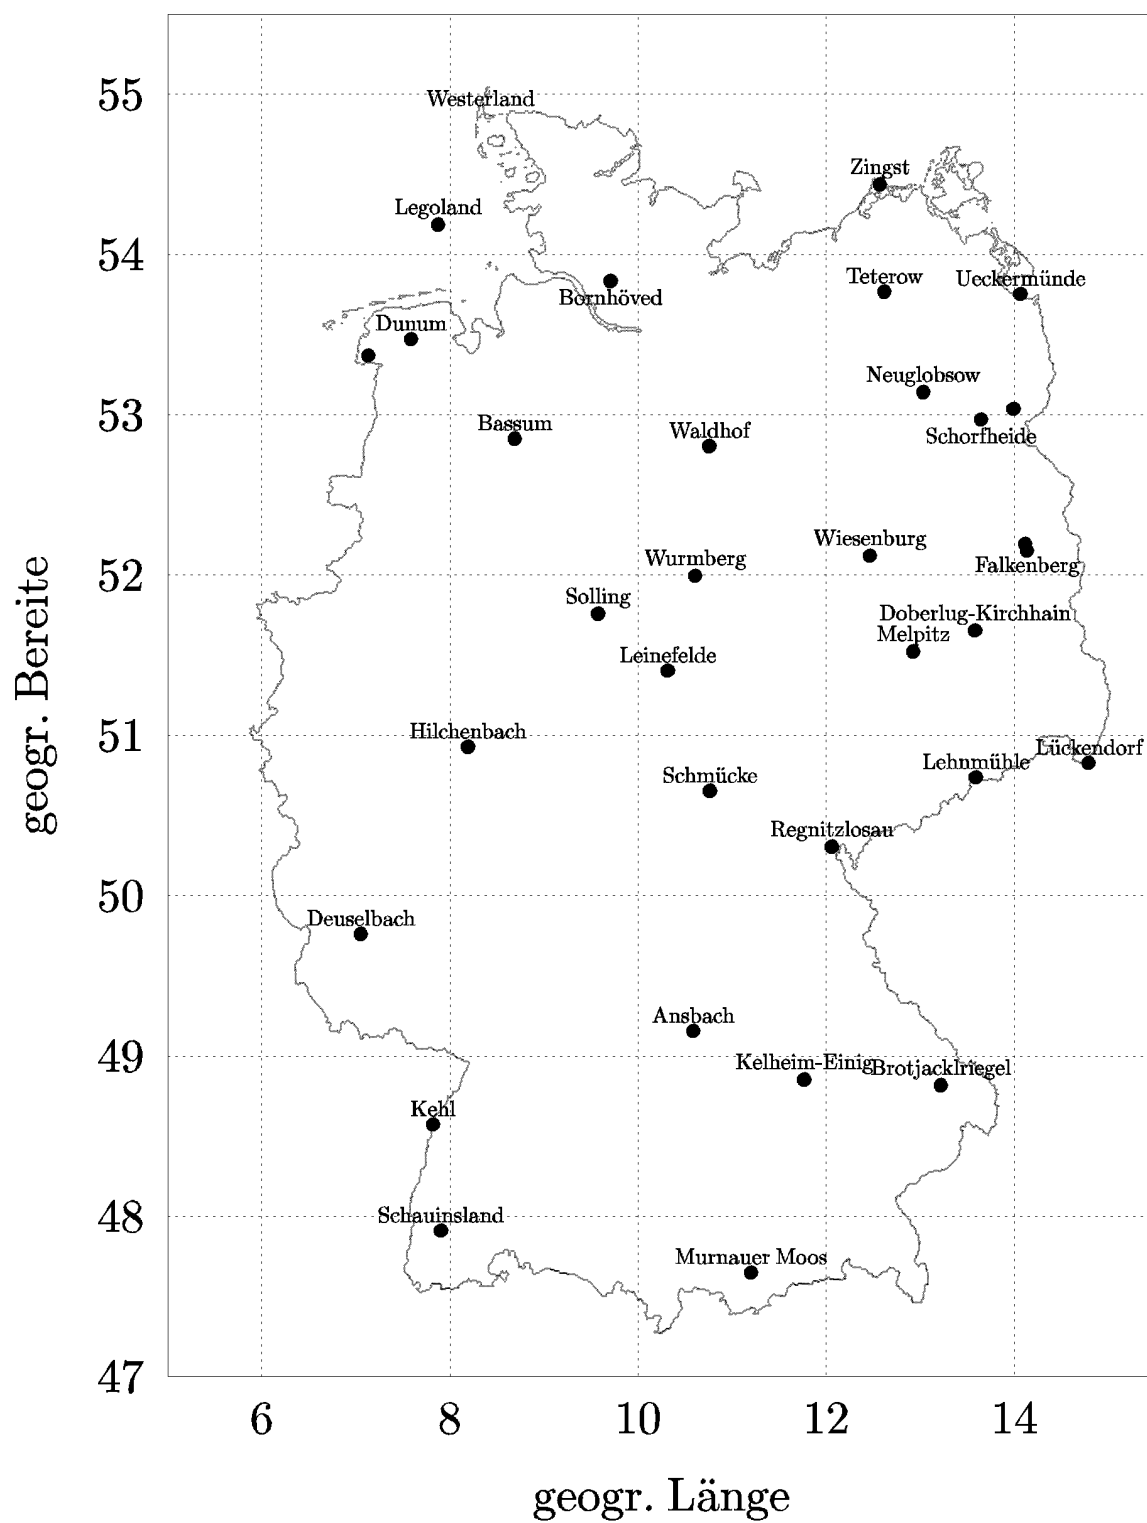 55
Westerland
Zingst
Legoland
54
Teterow
Ueckermünde
Bornhöved
Dunum
Neuglobsow
53
Bassum
Waldhof
Schorfheide
Wiesenburg
Wurmberg
Falkenberg
52
Solling
Doberlug-Kirchhain
Melpitz
Leinefelde
51
Hilchenbach
Lückendorf
Lehnmühle
Schmücke
Regnitzlosau
50
Deuselbach
Ansbach
49
Kelheim-Einig
Brotjacklriegel
Kehl
48
Schauinsland
Murnauer Moos
47
6 8 10 12 14
geogr. Länge
geogr. Bereite